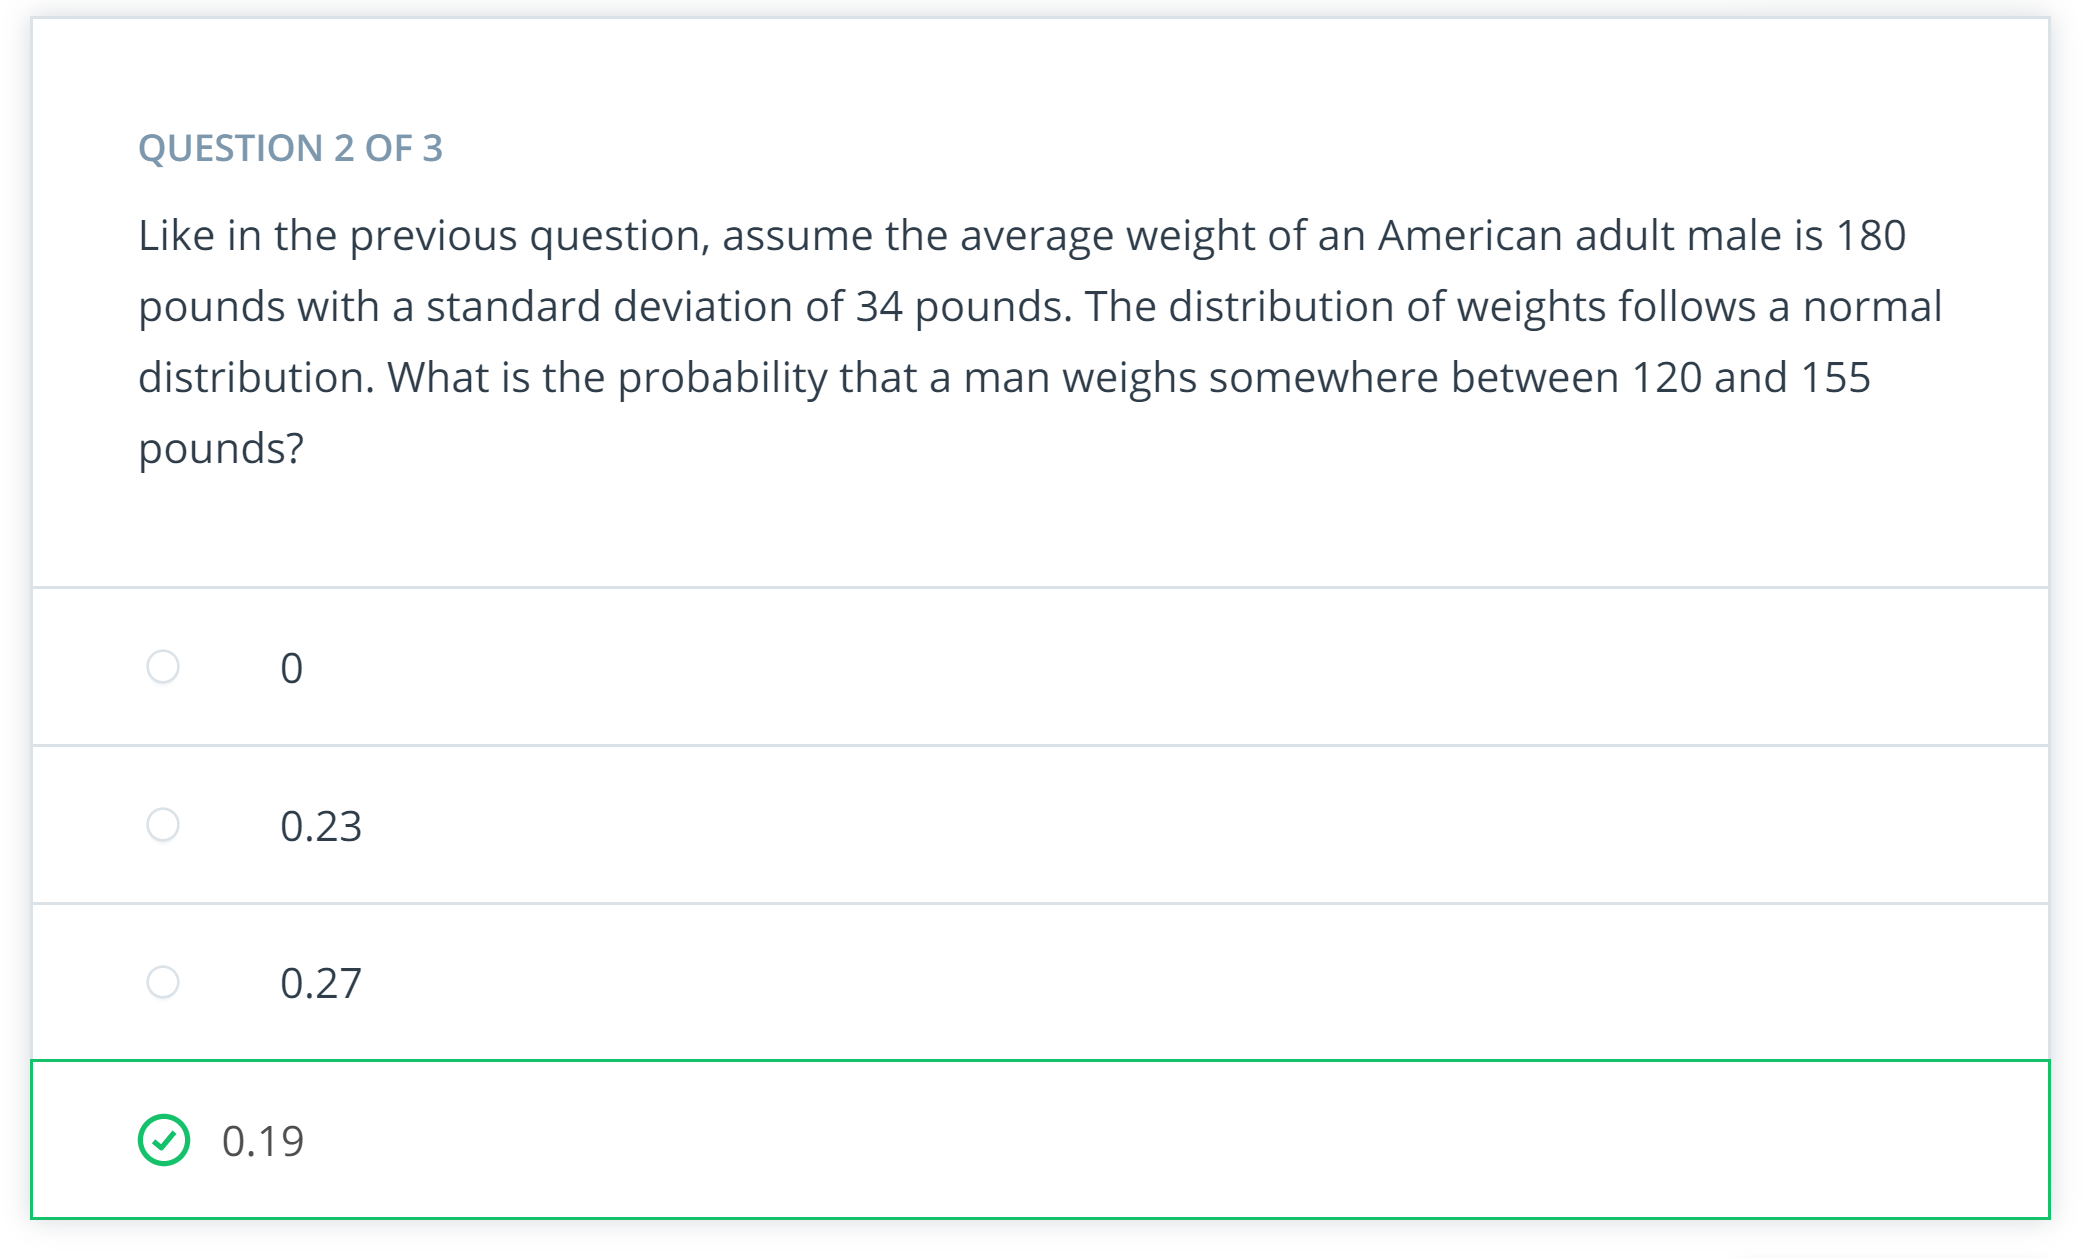 QUESTION 2 OF 3
Like in the previous question, assume the average weight of an American adult male is 180
pounds with a standard deviation of 34 pounds. The distribution of weights follows a normal
distribution. What is the probability that a man weighs somewhere between 120 and 155
pounds?
0
0.23
0.27
0.19